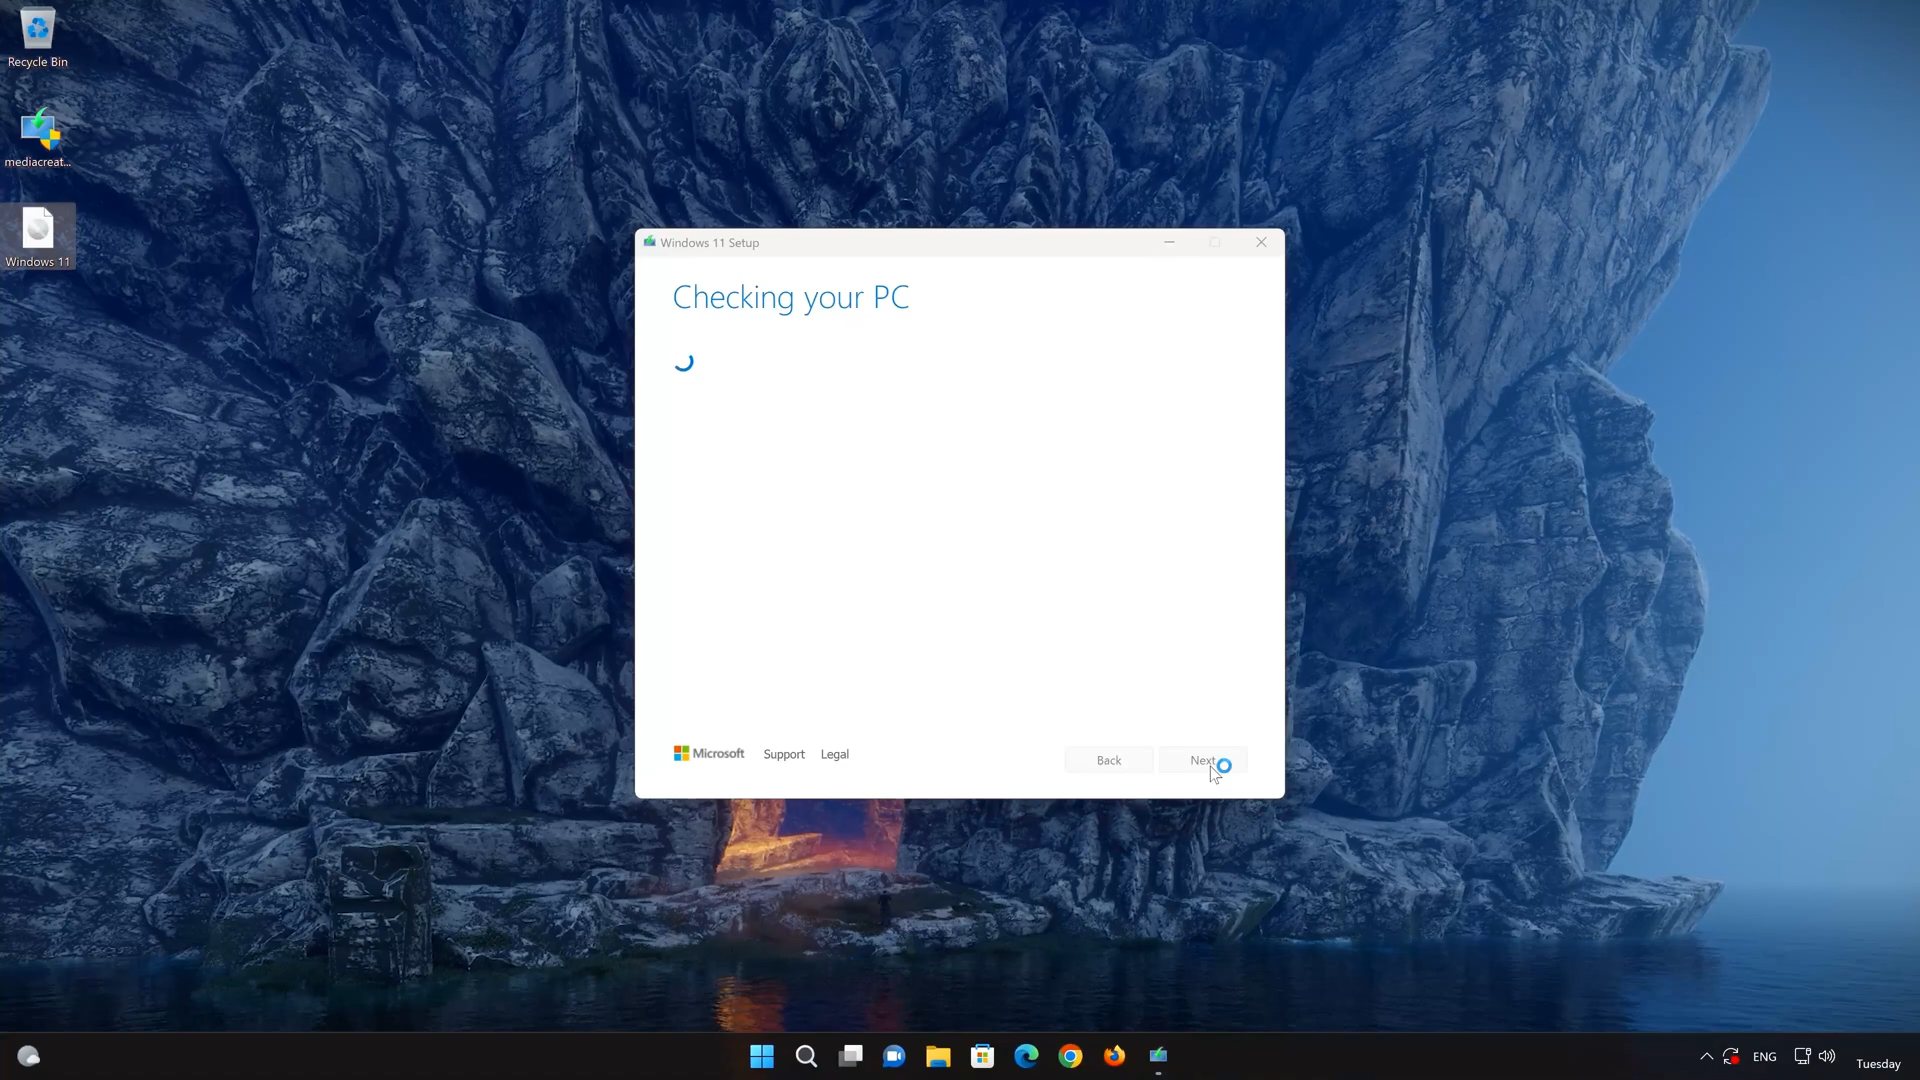 Recycle Bin
mediacreat...
Windows 11
Windows 11 Setup
Checking your PC
Microsoft
Support
Legal
Back
Next
ENG
Tuesday